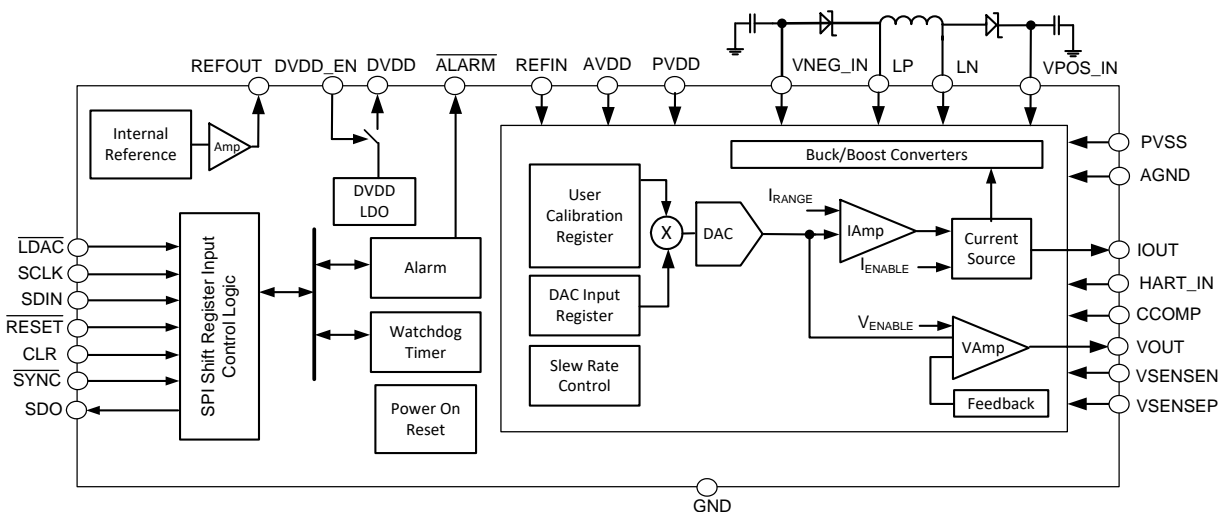 REFOUT
DVDD_EN
DVDD
ALARM
REFIN
AVDD
PVDD
VNEG_IN
LP
LN
VPOS_IN
Internal
Reference
Amp
DVDD
LDO
LDAC
SCLK
SDIN
RESET
CLR
SYNC
SDO
SPI Shift Register Input
Control Logic
Alarm
Watchdog
Timer
Power On
Reset
User
Calibration
Register
DAC Input
Register
Slew Rate
Control
X
DAC
Buck/Boost Converters
IRANGE
IAmp
IENABLE
Current
Source
VENABLE
VAmp
Feedback
PVSS
AGND
IOUT
HART_IN
CCOMP
VOUT
VSENSEN
VSENSEP
GND